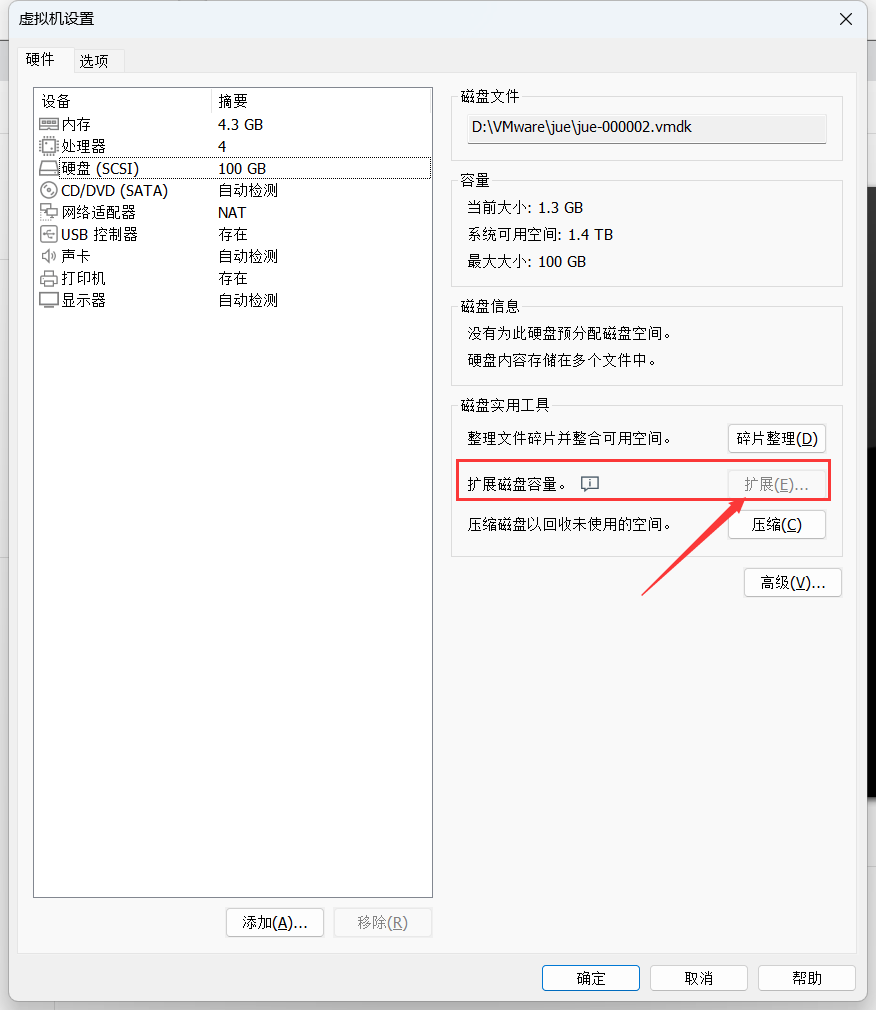 虚拟机设置
硬件 选项
设备 摘要
内存 4.3 GB
处理器 4
硬盘 (SCSI) 100 GB
CD/DVD (SATA) 自动检测
网络适配器 NAT
USB 控制器 存在
声卡 自动检测
打印机 存在
显示器 自动检测
添加(A)... 移除(R)
磁盘文件
D:\VMware\jue\jue-000002.vmdk
容量
当前大小: 1.3 GB
系统可用空间: 1.4 TB
最大大小: 100 GB
磁盘信息
没有为此硬盘预分配磁盘空间。
硬盘内容存储在多个文件中。
磁盘实用工具
整理文件碎片并整合可用空间。 碎片整理(D)
扩展磁盘容量。 扩展(E)...
压缩磁盘以回收未使用的空间。 压缩(C)
高级(V)...
确定 取消 帮助